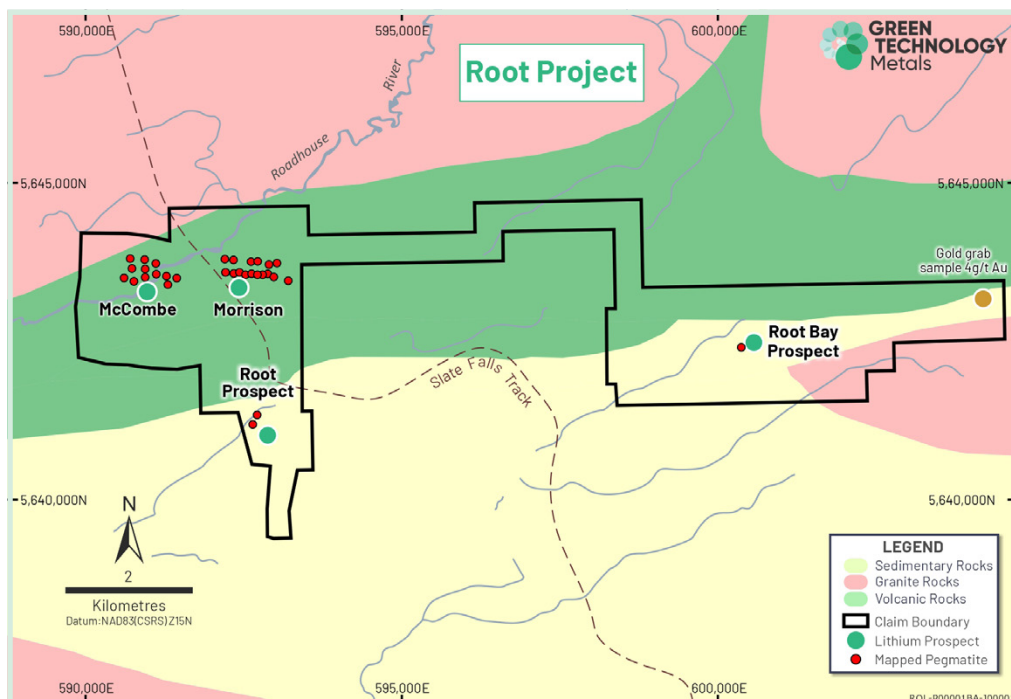 590,000E
595,000E
600,000E
GREEN
TECHNOLOGY
Metals
Root Project
Roadhouse River
5,645,000N
5,645,000N
Gold grab
sample 4g/t Au
McCombe
Morrison
Root Bay
Prospect
Root
Prospect
Slate Falls Track
5,640,000N
5,640,000N
N
2
Kilometres
Datum:NAD83(CSRS)Z15N
LEGEND
Sedimentary Rocks
Granite Rocks
Volcanic Rocks
Claim Boundary
Lithium Prospect
Mapped Pegmatite
590,000E
595,000E
600,000E